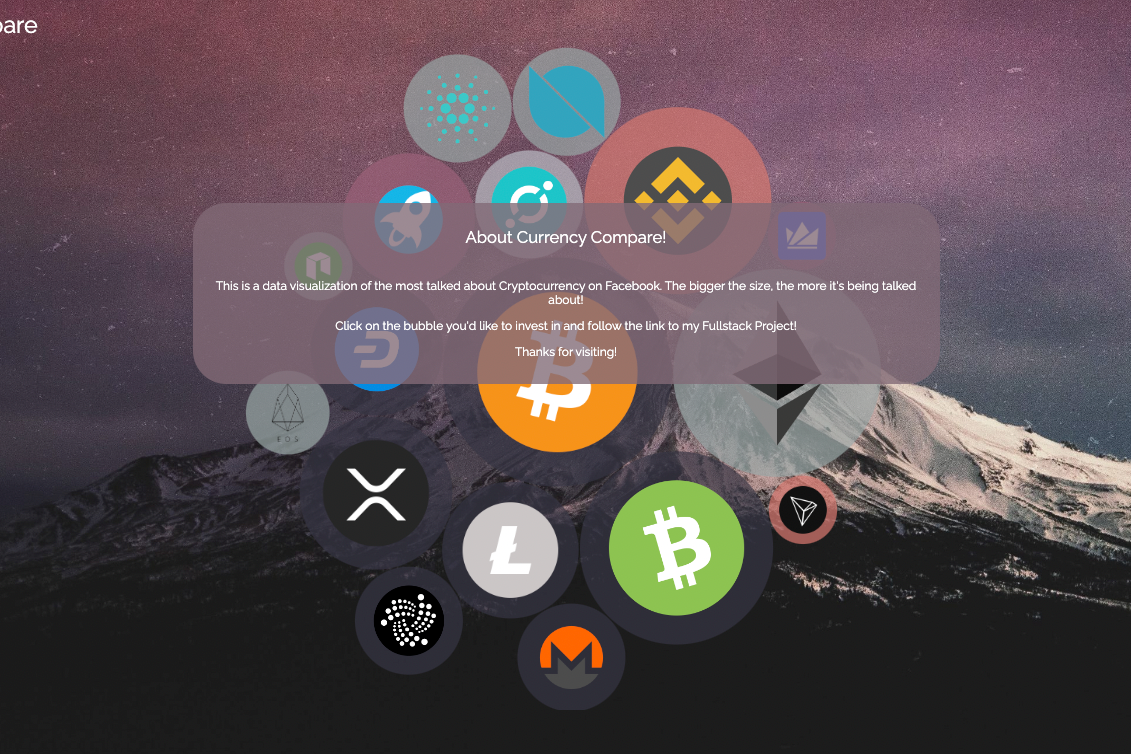 pare
About Currency Compare!
This is a data visualization of the most talked about Cryptocurrency on Facebook. The bigger the size, the more it's being talked
about!
Click on the bubble you'd like to invest in and follow the link to my Fullstack Project!
Thanks for visiting!
EOS